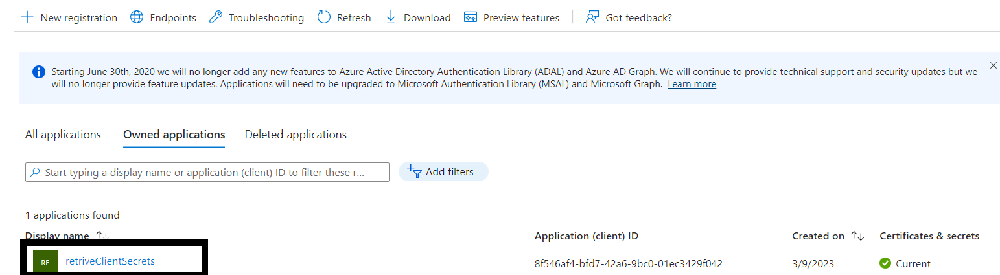 New registration Endpoints Troubleshooting Refresh Download Preview features Got feedback?
Starting June 30th, 2020 we will no longer add any new features to Azure Active Directory Authentication Library (ADAL) and Azure AD Graph. We will continue to provide technical support and security updates but we
will no longer provide feature updates. Applications will need to be upgraded to Microsoft Authentication Library (MSAL) and Microsoft Graph. Learn more
All applications Owned applications Deleted applications
Start typing a display name or application (client) ID to filter these r... Add filters
1 applications found
Display name Application (client) ID Created on Certificates & secrets
RE retriveClientSecrets 8f546af4-bfd7-42a6-9bc0-01ec3429f042 3/9/2023 Current